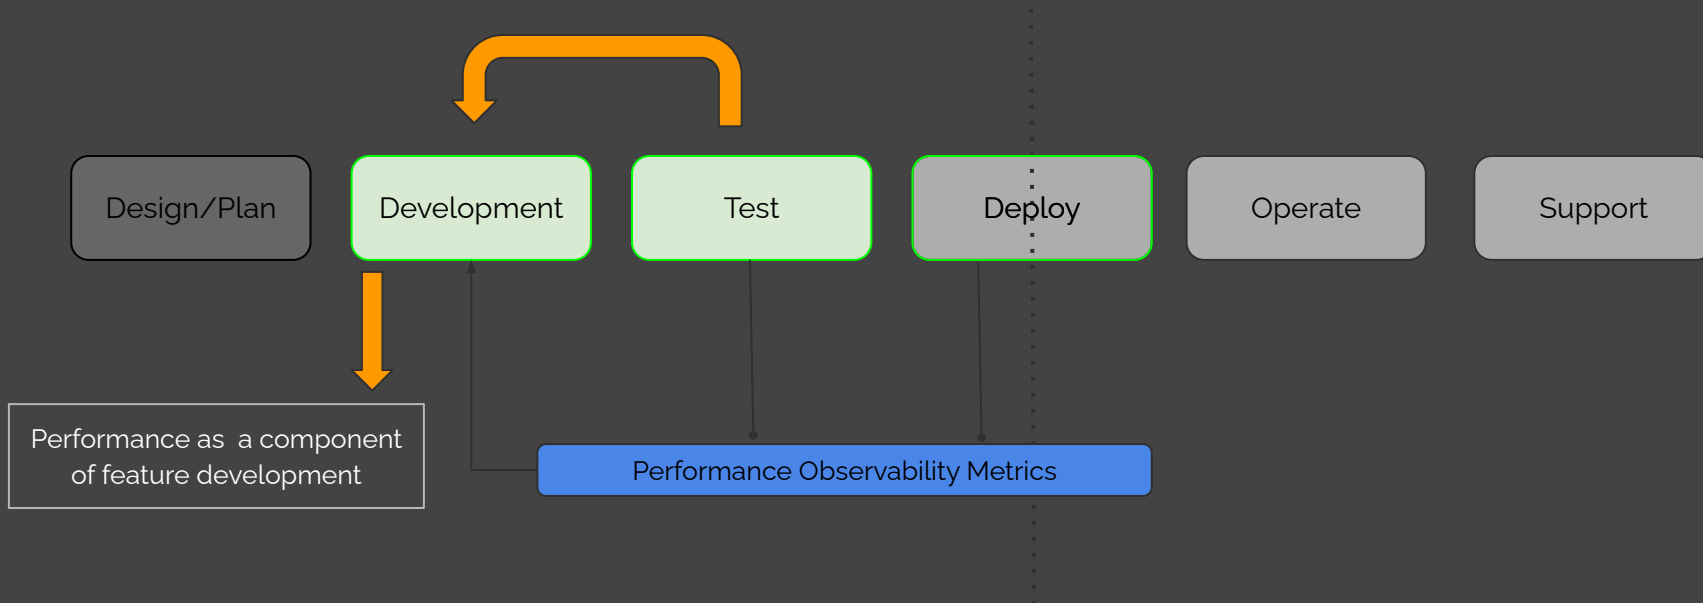 Design/Plan
Development
Test
Deploy
Operate
Support
Performance as  a component
of feature development
Performance Observability Metrics